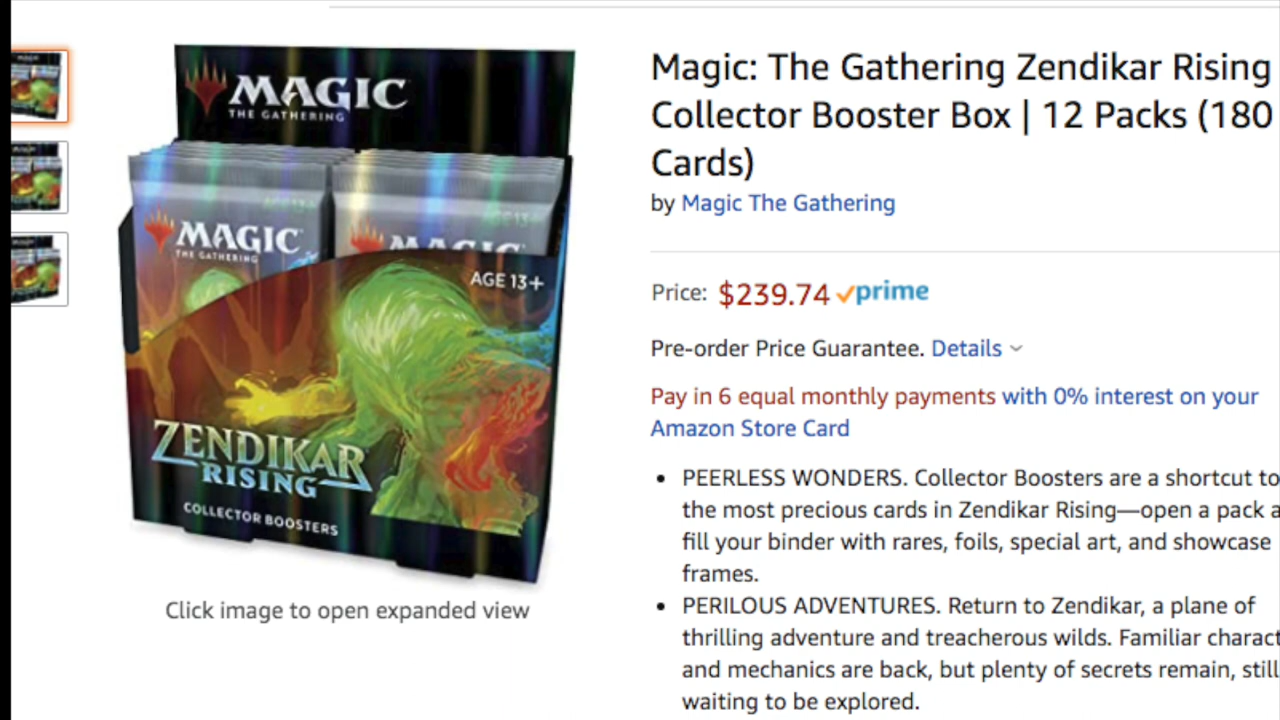 MAGIC
THE GATHERING
MAGIC
THE GATHERING
MAGIC
AGE 13+
ZENDIKAR
RISING
COLLECTOR BOOSTERS
Click image to open expanded view
Magic: The Gathering Zendikar Rising
Collector Booster Box | 12 Packs (180
Cards)
by Magic The Gathering
Price: $239.74 prime
Pre-order Price Guarantee. Details
Pay in 6 equal monthly payments with 0% interest on your
Amazon Store Card
• PEERLESS WONDERS. Collector Boosters are a shortcut to
the most precious cards in Zendikar Rising—open a pack a
fill your binder with rares, foils, special art, and showcase
frames.
• PERILOUS ADVENTURES. Return to Zendikar, a plane of
thrilling adventure and treacherous wilds. Familiar charact
and mechanics are back, but plenty of secrets remain, still
waiting to be explored.